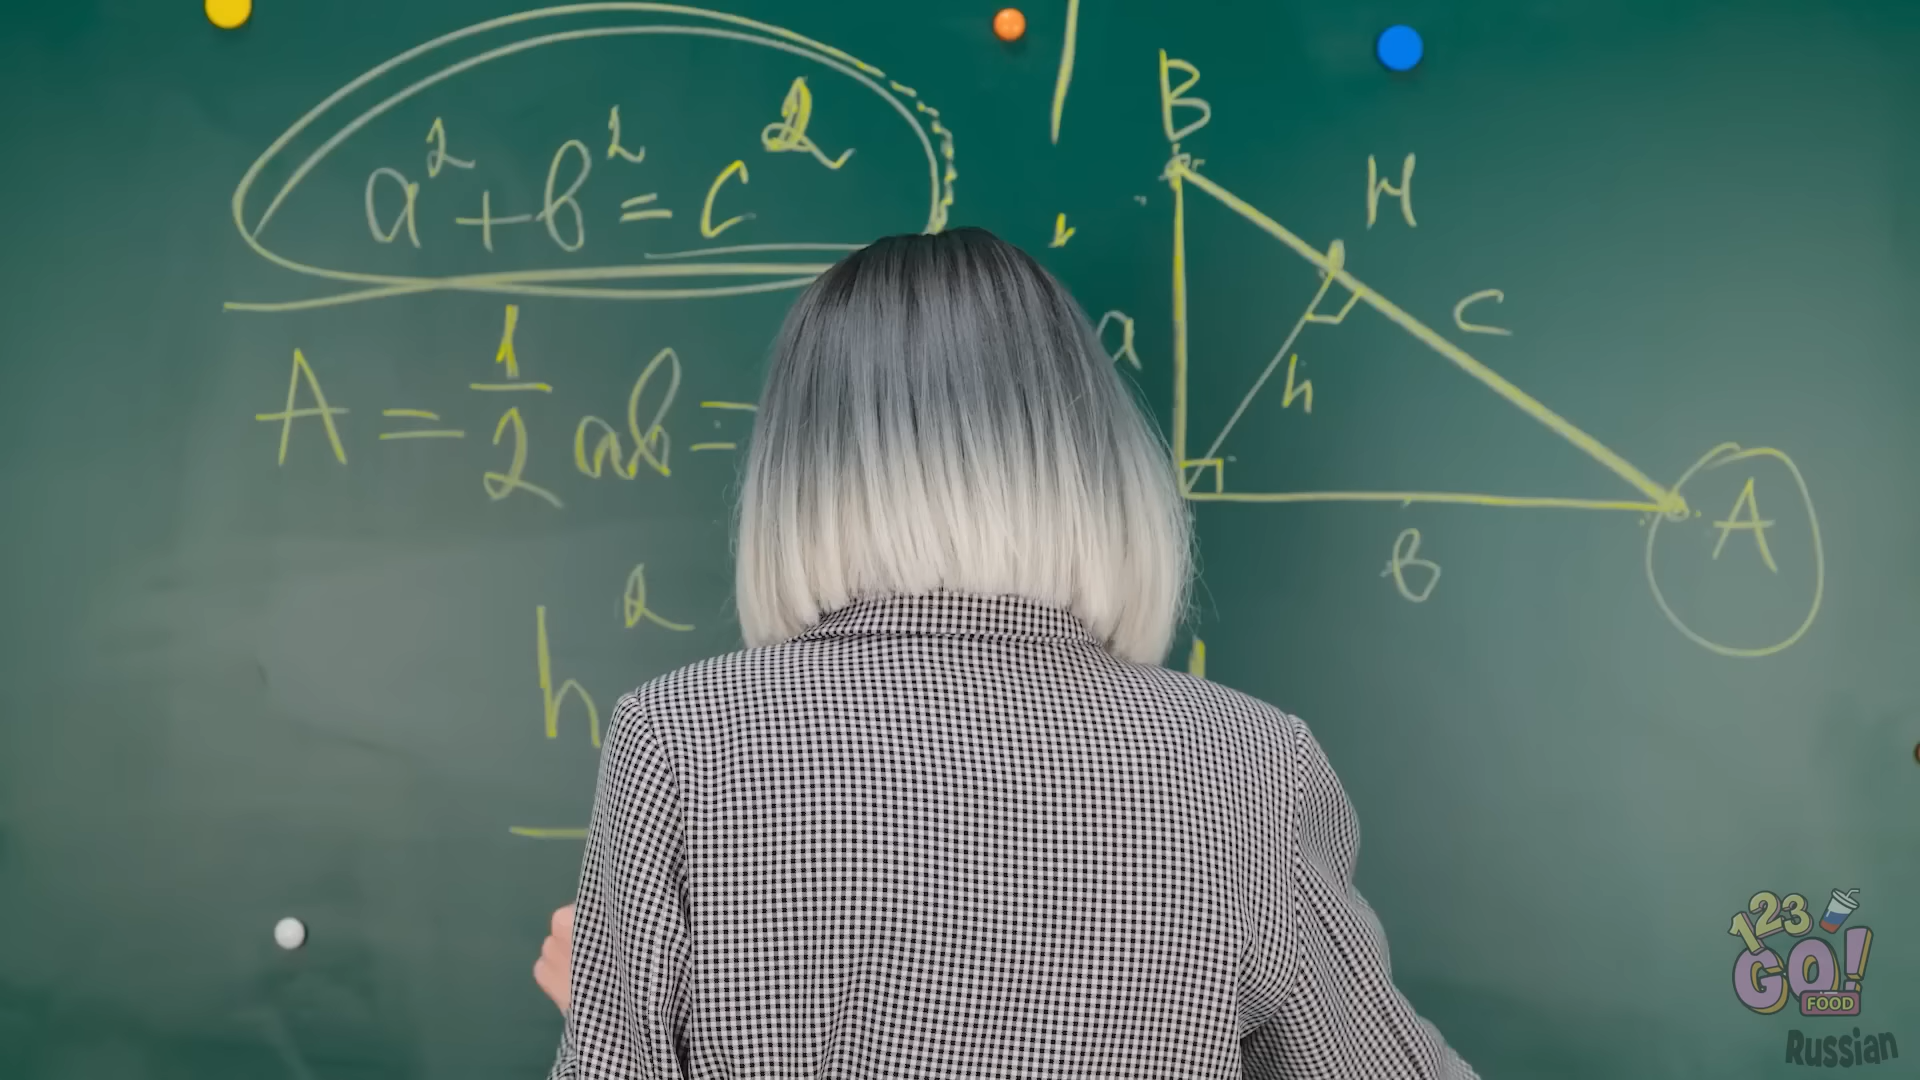 a² + b² = c²
A = 1/2 ab =
h²
B
H
a
c
h
b
A
123 GO!
FOOD
Russian